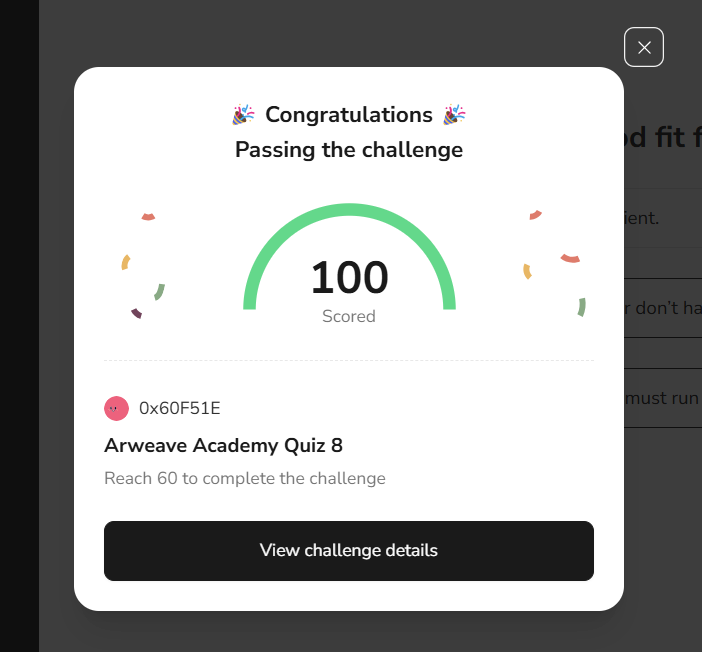 🎉 Congratulations 🎉
Passing the challenge
100
Scored
0x60F51E
Arweave Academy Quiz 8
Reach 60 to complete the challenge
View challenge details
od fit f
ient.
r don't ha
must run